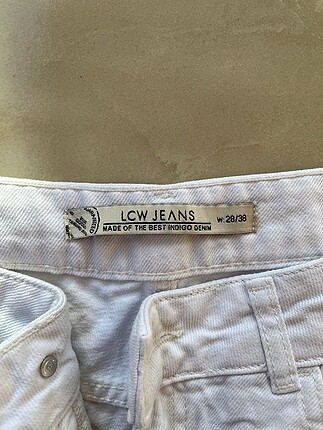 LCW JEANS
MADE OF THE BEST INDIGO DENIM
W: 28/38